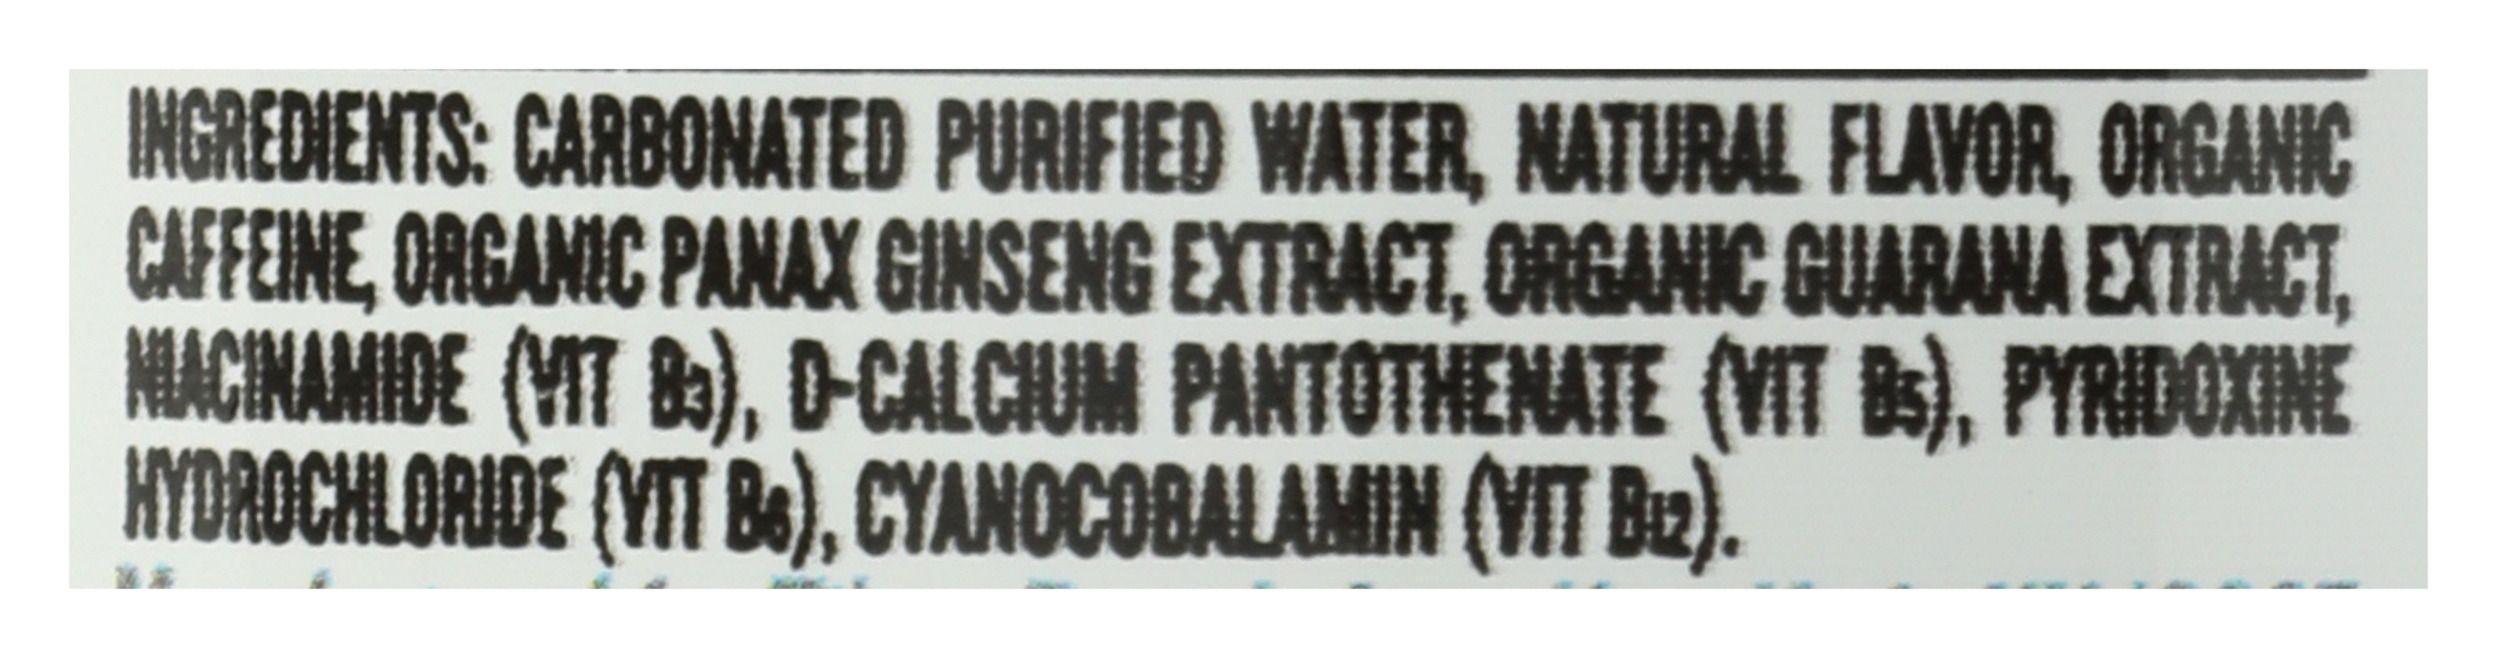 INGREDIENTS: CARBONATED PURIFIED WATER, NATURAL FLAVOR, ORGANIC
CAFFEINE, ORGANIC PANAX GINSENG EXTRACT, ORGANIC GUARANA EXTRACT,
NIACINAMIDE (VIT B3), D-CALCIUM PANTOTHENATE (VIT B5), PYRIDOXINE
HYDROCHLORIDE (VIT B6), CYANOCOBALAMIN (VIT B12).